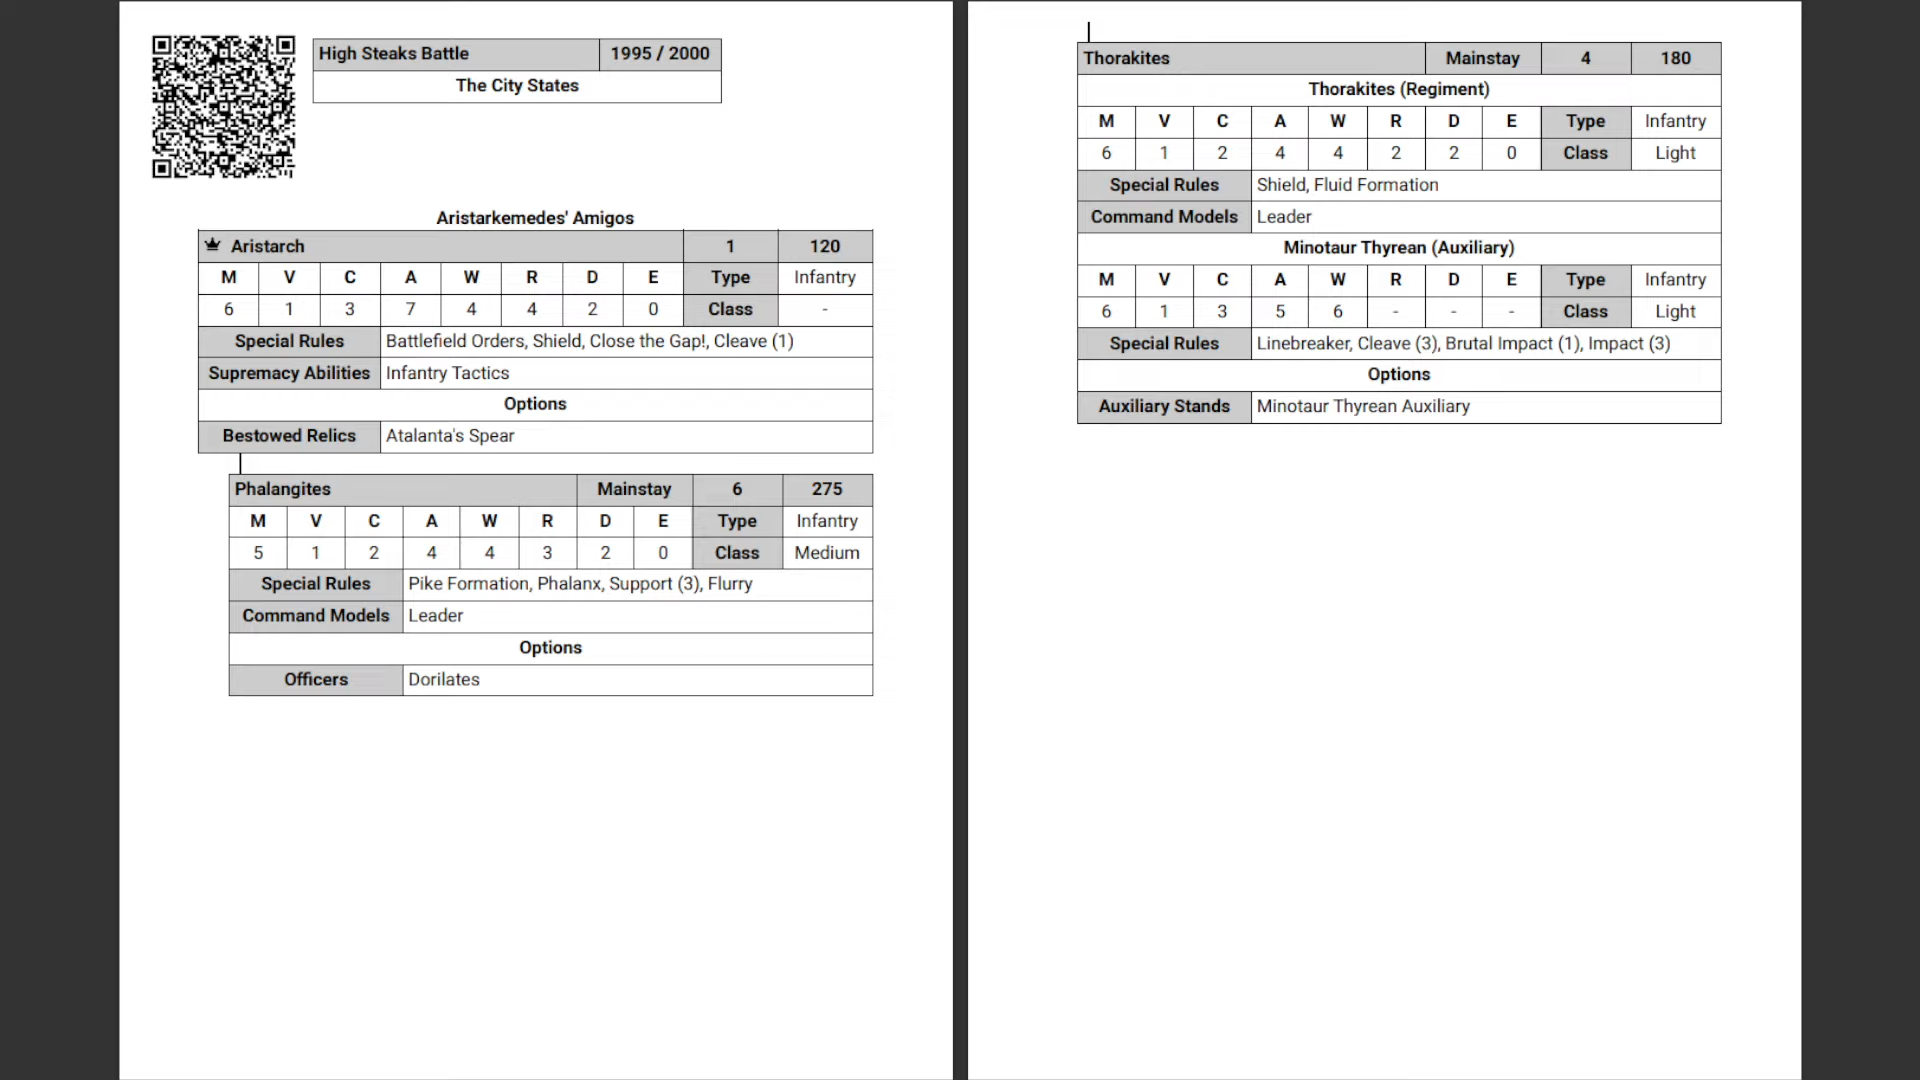 High Steaks Battle 1995 / 2000
The City States
Aristarkemedes' Amigos
Aristarch 1 120
M V C A W R D E Type Infantry
6 1 3 7 4 4 2 0 Class -
Special Rules Battlefield Orders, Shield, Close the Gap!, Cleave (1)
Supremacy Abilities Infantry Tactics
Options
Bestowed Relics Atalanta's Spear
Phalangites Mainstay 6 275
M V C A W R D E Type Infantry
5 1 2 4 4 3 2 0 Class Medium
Special Rules Pike Formation, Phalanx, Support (3), Flurry
Command Models Leader
Options
Officers Dorilates
Thorakites Mainstay 4 180
Thorakites (Regiment)
M V C A W R D E Type Infantry
6 1 2 4 4 2 2 0 Class Light
Special Rules Shield, Fluid Formation
Command Models Leader
Minotaur Thyrean (Auxiliary)
M V C A W R D E Type Infantry
6 1 3 5 6 - - - Class Light
Special Rules Linebreaker, Cleave (3), Brutal Impact (1), Impact (3)
Options
Auxiliary Stands Minotaur Thyrean Auxiliary